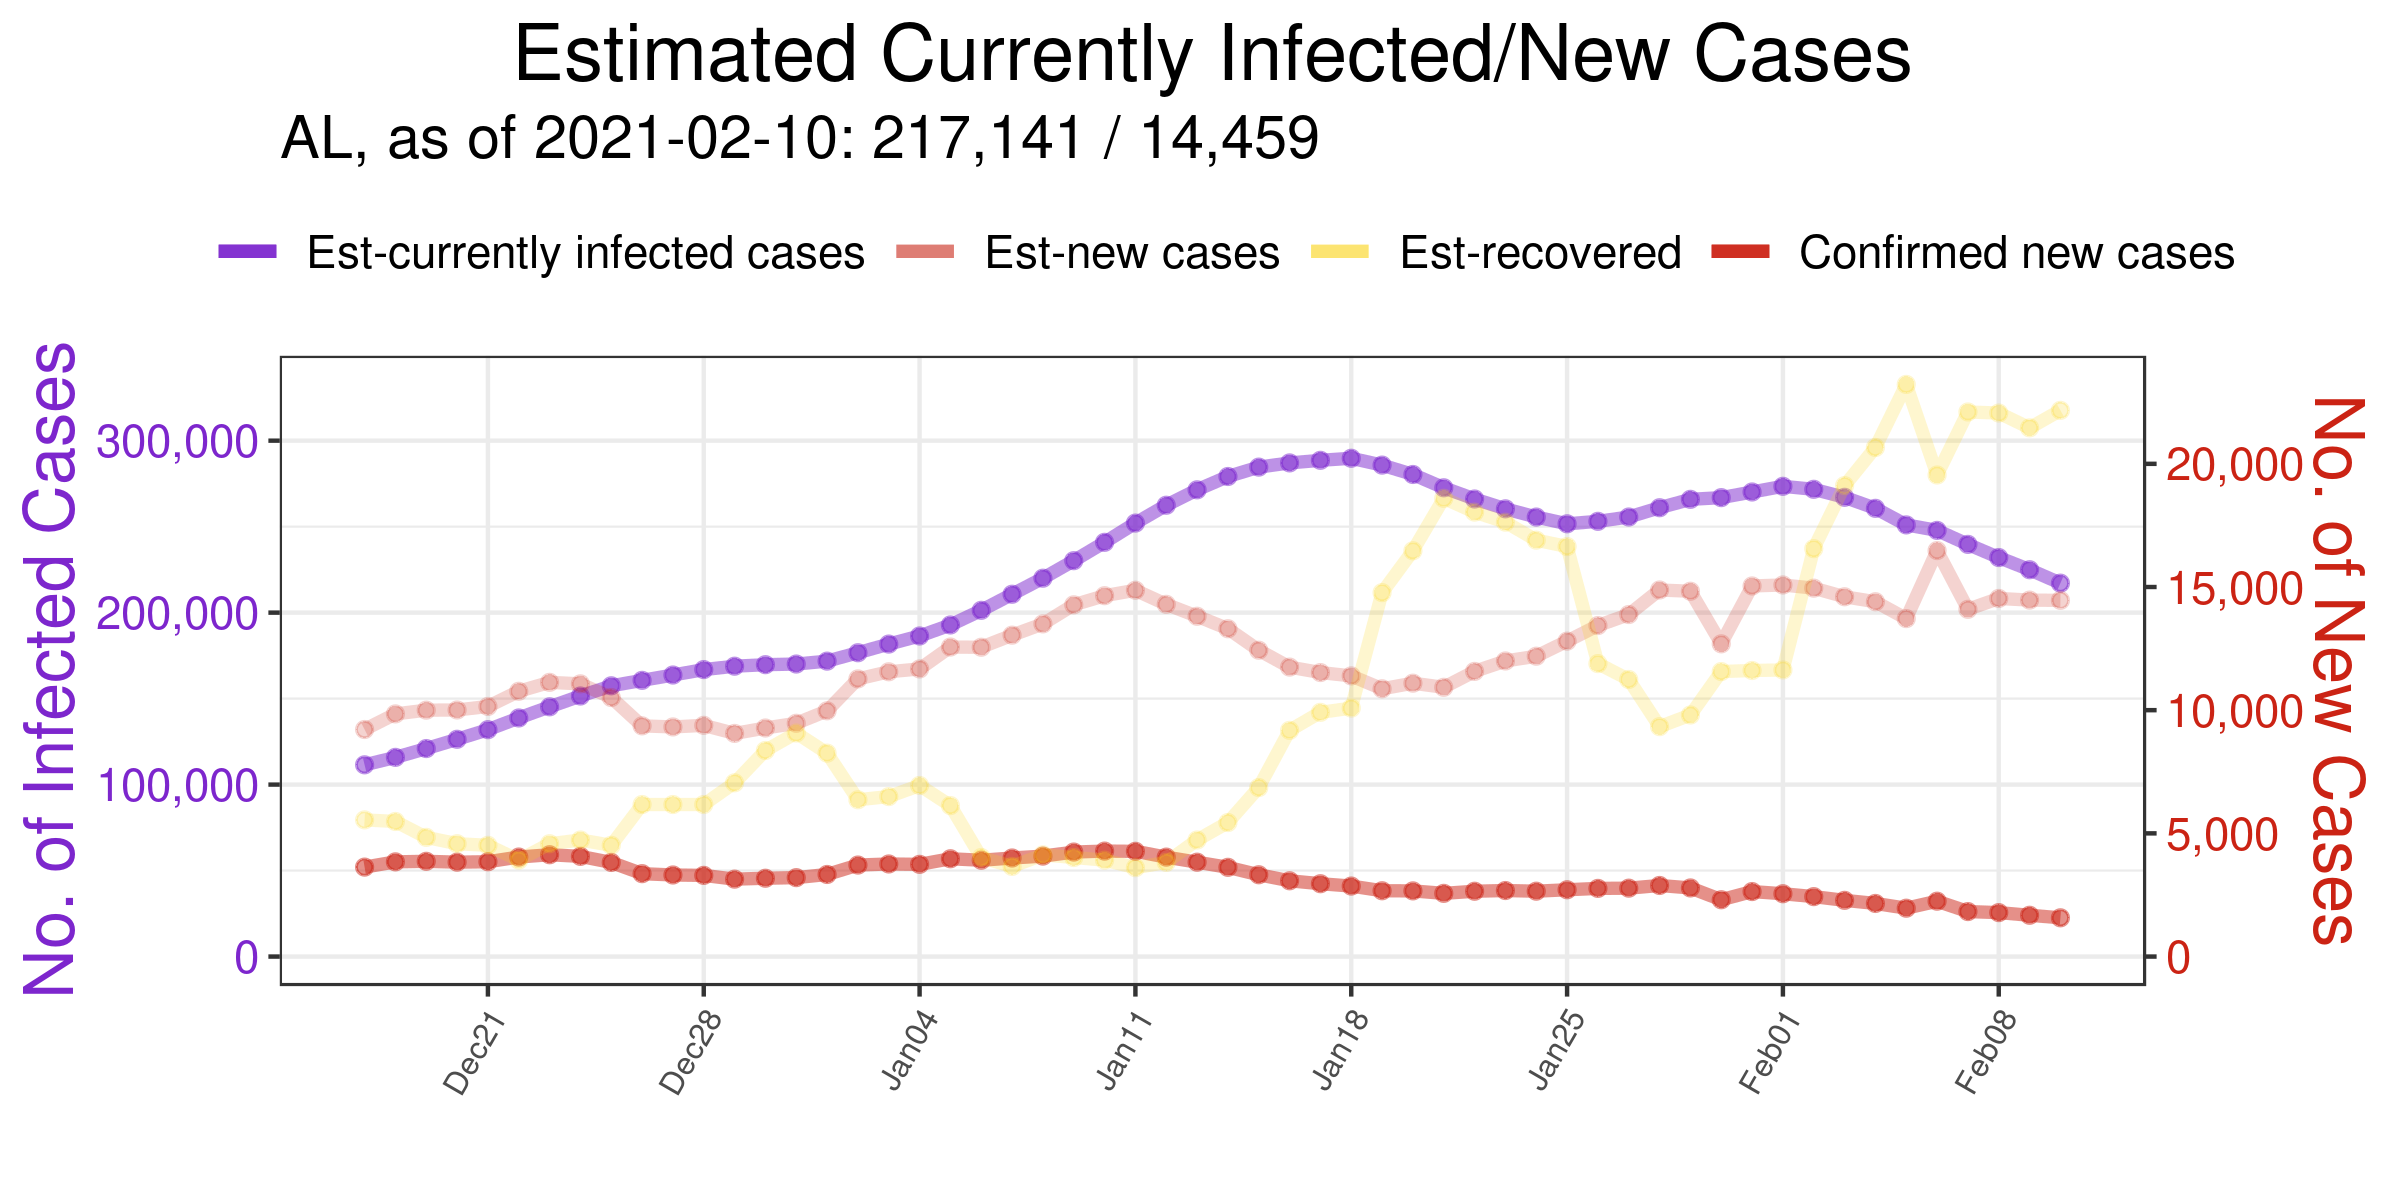 Estimated Currently Infected/New Cases
AL, as of 2021-02-10: 217,141 / 14,459
Est-currently infected cases Est-new cases Est-recovered Confirmed new cases
No. of Infected Cases
300,000
200,000
100,000
0
20,000
15,000
10,000
5,000
0
No. of New Cases
Dec21 Dec28 Jan04 Jan11 Jan18 Jan25 Feb01 Feb08